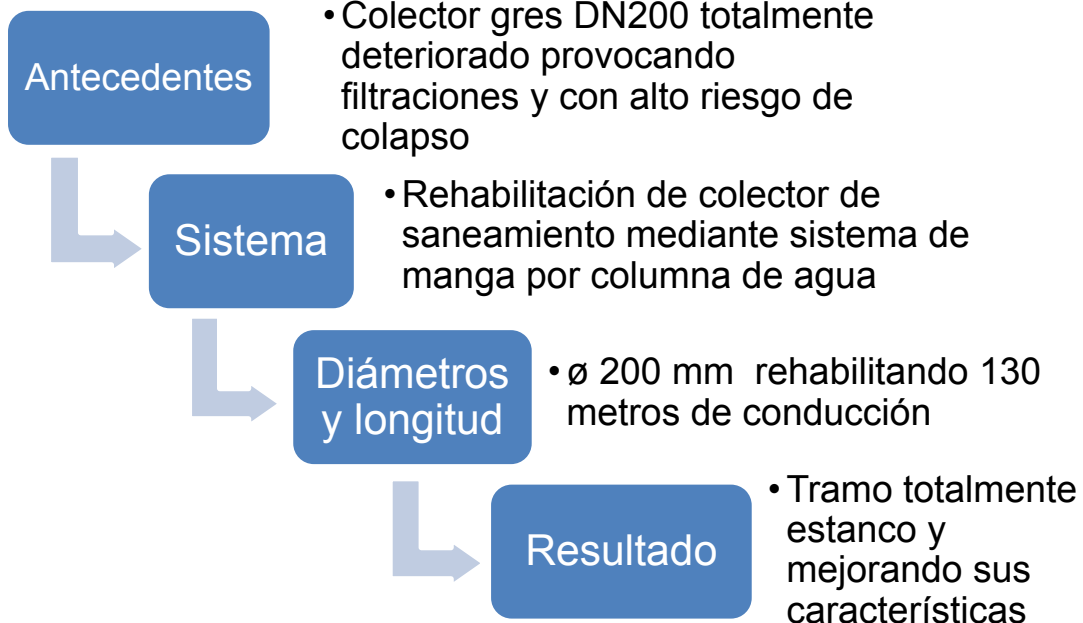 Antecedentes
• Colector gres DN200 totalmente
deteriorado provocando
filtraciones y con alto riesgo de
colapso
Sistema
• Rehabilitación de colector de
saneamiento mediante sistema de
manga por columna de agua
Diámetros
y longitud
• ø 200 mm rehabilitando 130
metros de conducción
Resultado
• Tramo totalmente
estanco y
mejorando sus
características